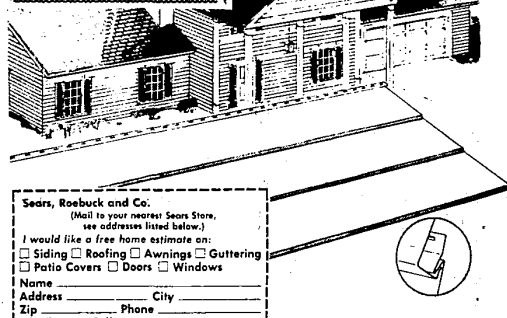 Sears, Roebuck and Co.
(Mail to your nearest Sears Store,
see addresses listed below.)
I would like a free home estimate on:
☐ Siding ☐ Roofing ☐ Awnings ☐ Guttering
☐ Patio Covers ☐ Doors ☐ Windows
Name
Address City
Zip Phone